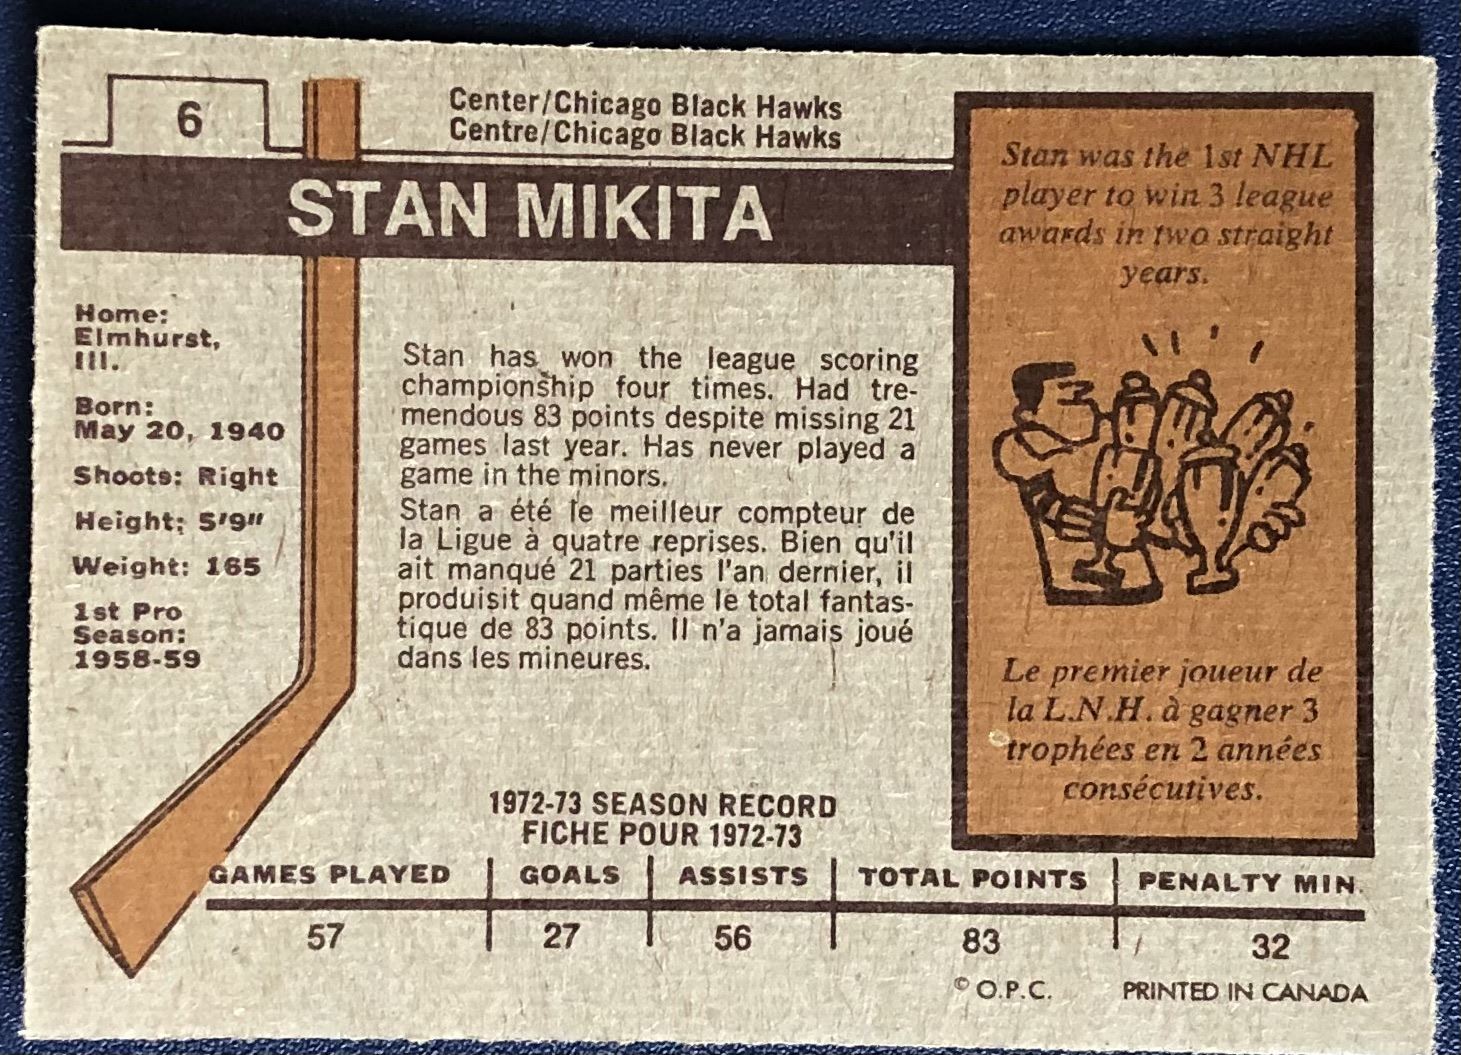 6
Center/Chicago Black Hawks
Centre/Chicago Black Hawks
STAN MIKITA
Home:
Elmhurst,
Ill.
Born:
May 20, 1940
Shoots: Right
Height: 5'9"
Weight: 165
1st Pro
Season:
1958-59
Stan has won the league scoring
championship four times. Had tre-
mendous 83 points despite missing 21
games last year. Has never played a
game in the minors.
Stan a été le meilleur compteur de
la Ligue à quatre reprises. Bien qu'il
ait manqué 21 parties l'an dernier, il
produisit quand même le total fantas-
tique de 83 points. Il n'a jamais joué
dans les mineures.
Stan was the 1st NHL
player to win 3 league
awards in two straight
years.
Le premier joueur de
la L.N.H. à gagner 3
trophées en 2 années
consécutives.
1972-73 SEASON RECORD
FICHE POUR 1972-73
GAMES PLAYED GOALS ASSISTS TOTAL POINTS PENALTY MIN.
57 27 56 83 32
© O.P.C. PRINTED IN CANADA